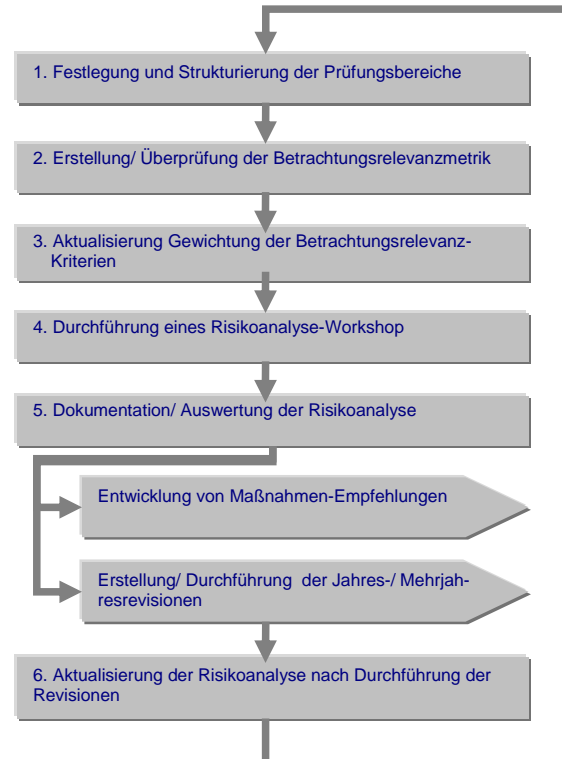 1. Festlegung und Strukturierung der Prüfungsbereiche
2. Erstellung/ Überprüfung der Betrachtungsrelevanzmetrik
3. Aktualisierung Gewichtung der Betrachtungsrelevanz-
Kriterien
4. Durchführung eines Risikoanalyse-Workshop
5. Dokumentation/ Auswertung der Risikoanalyse
Entwicklung von Maßnahmen-Empfehlungen
Erstellung/ Durchführung der Jahres-/ Mehrjah-
resrevisionen
6. Aktualisierung der Risikoanalyse nach Durchführung der
Revisionen